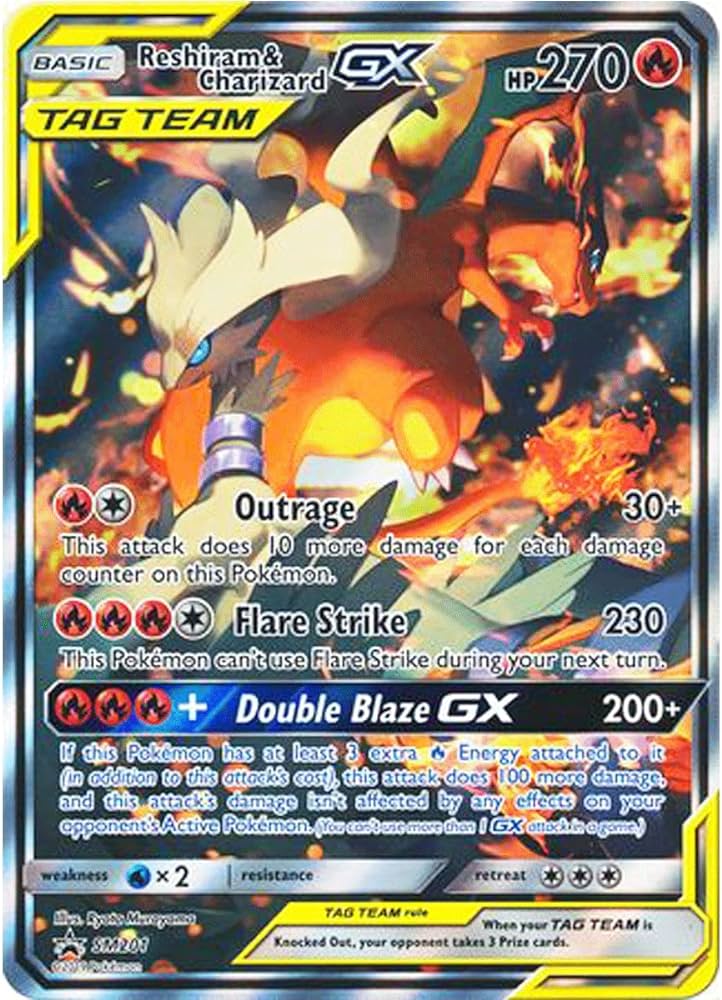 BASIC
Reshiram&
Charizard GX
HP270
TAG TEAM
Outrage 30+
This attack does 10 more damage for each damage
counter on this Pokémon.
Flare Strike 230
This Pokémon can't use Flare Strike during your next turn.
+ Double Blaze GX 200+
If this Pokémon has at least 3 extra Energy attached to it
(in addition to this attack's cost), this attack does 100 more damage,
and this attack's damage isn't affected by any effects on your
opponent's Active Pokémon. (You can't use more than 1 GX attack in a game.)
weakness × 2 resistance retreat
Illus. Ryota Murayama
TAG TEAM rule
When your TAG TEAM is
Knocked Out, your opponent takes 3 Prize cards.
SM201
©2019 Pokémon